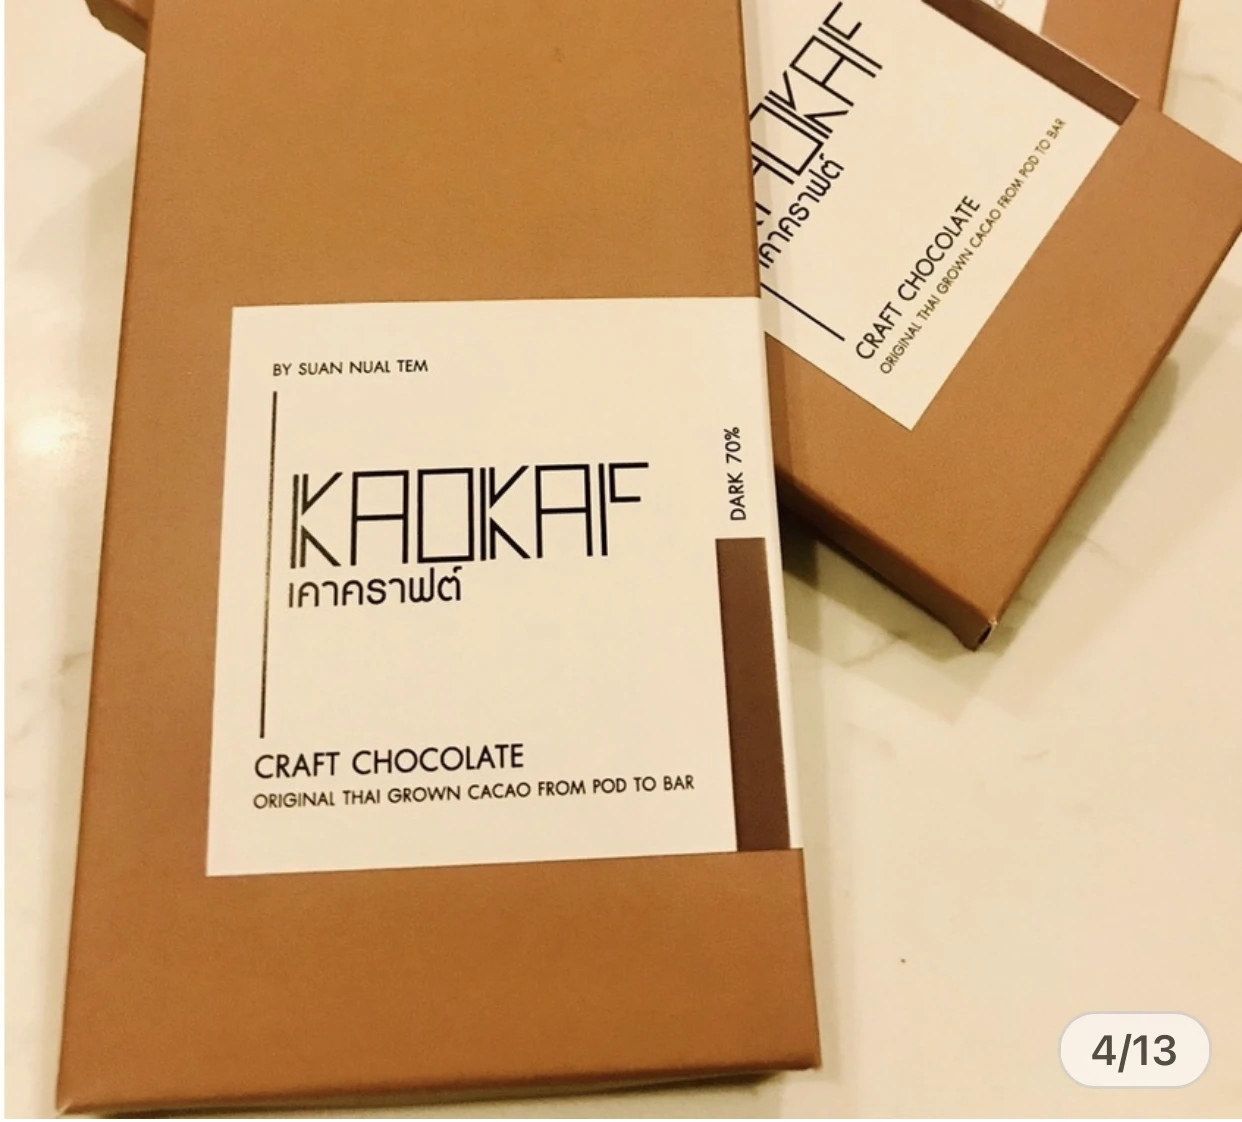 BY SUAN NUAL TEM
KAOKAF
เคาคราฟต์
DARK 70%
CRAFT CHOCOLATE
ORIGINAL THAI GROWN CACAO FROM POD TO BAR
KAOKAF
เคาคราฟต์
CRAFT CHOCOLATE
ORIGINAL THAI GROWN CACAO FROM POD TO BAR
4/13